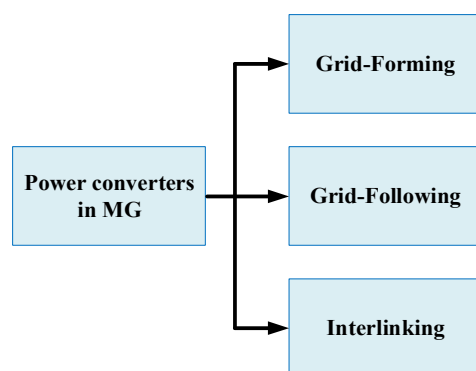 Grid-Forming
Power converters
in MG
Grid-Following
Interlinking